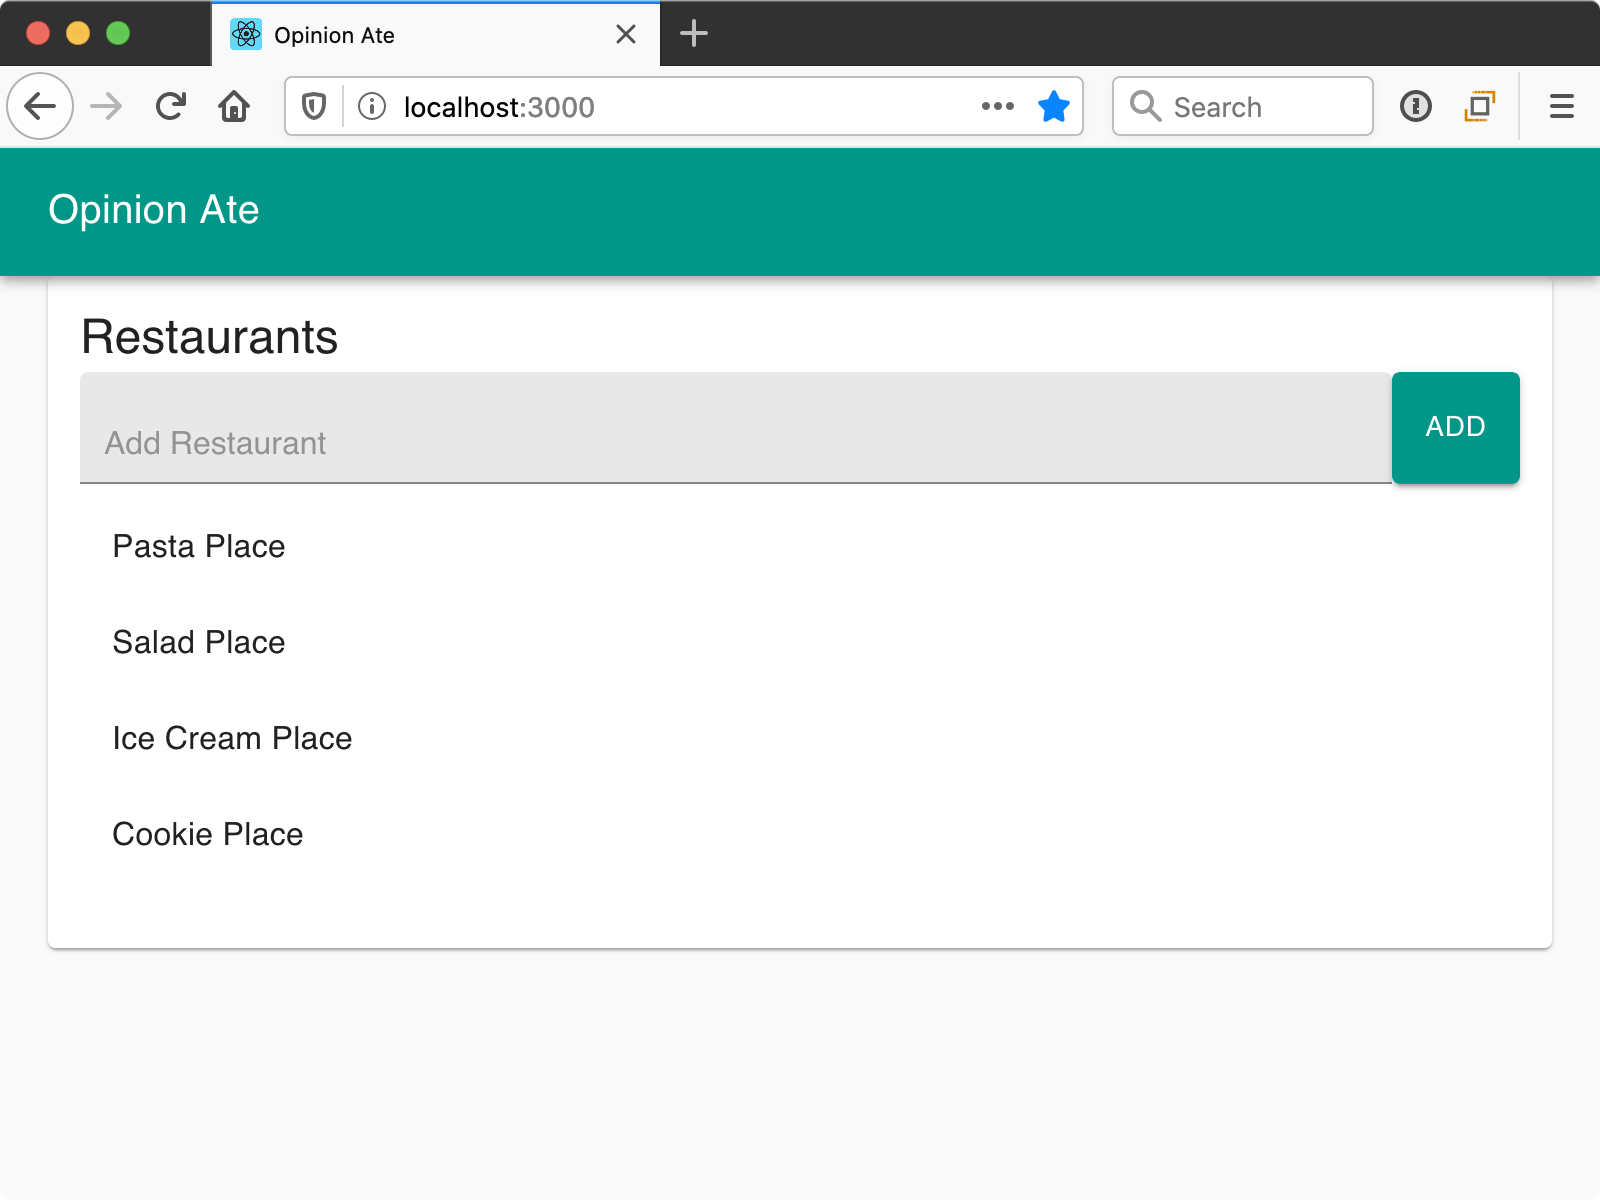 Opinion Ate
localhost:3000
Search
Opinion Ate
Restaurants
Add Restaurant
ADD
Pasta Place
Salad Place
Ice Cream Place
Cookie Place